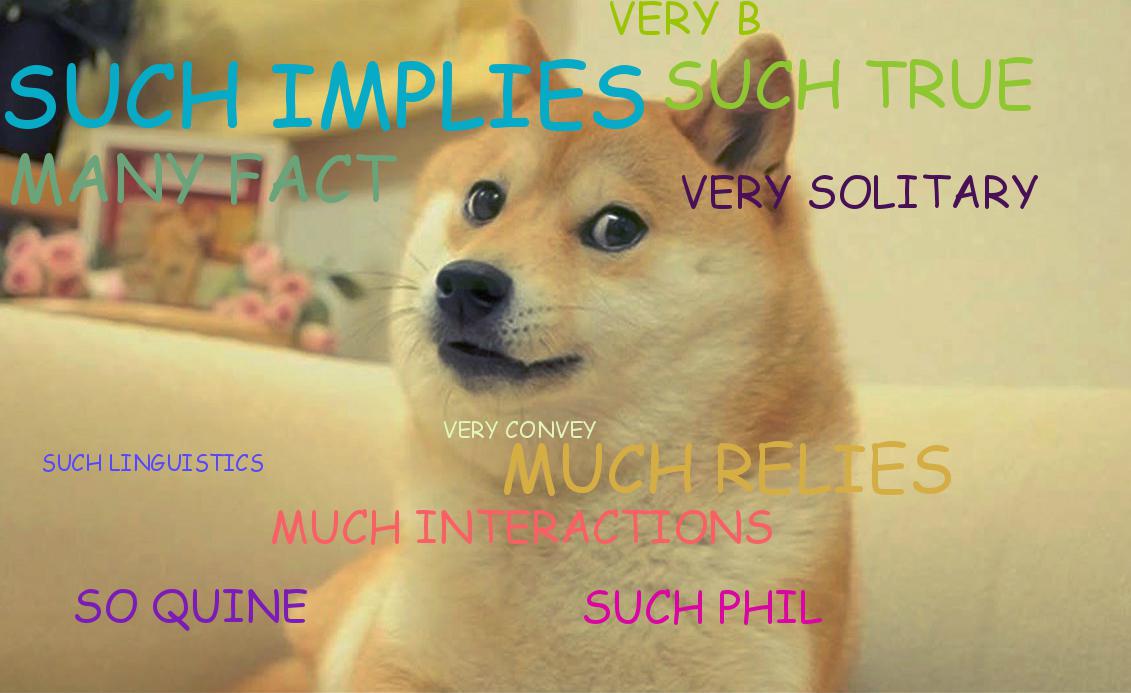 VERY B
SUCH IMPLIES
SUCH TRUE
MANY FACT
VERY SOLITARY
VERY CONVEY
SUCH LINGUISTICS
MUCH RELIES
MUCH INTERACTIONS
SO QUINE
SUCH PHIL